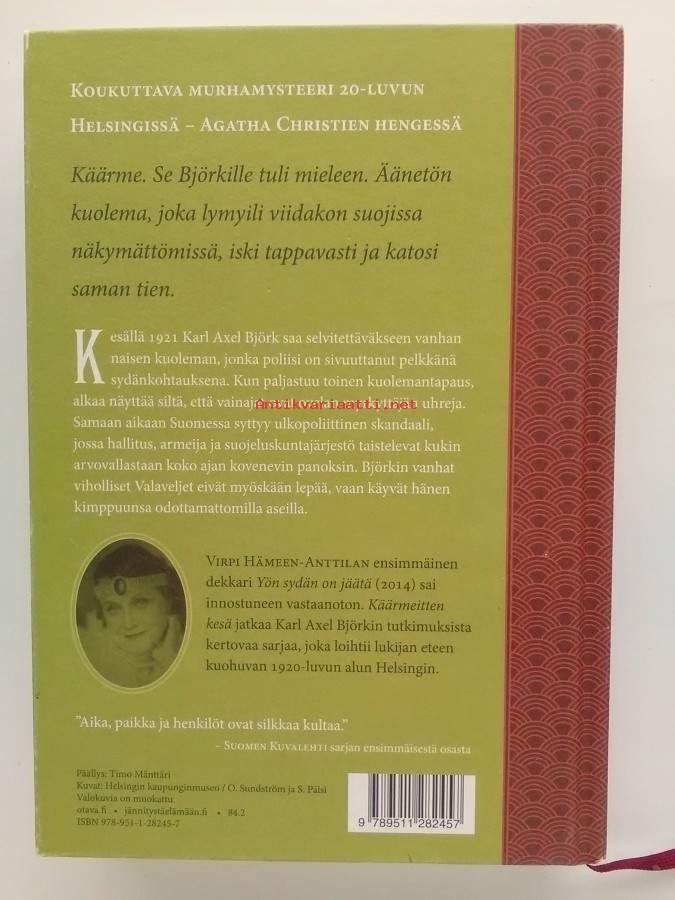 Koukuttava murhamysteeri 20-luvun
Helsingissä – Agatha Christien hengessä
Käärme. Se Björkille tuli mieleen. Äänetön
kuolema, joka lymyili viidakon suojissa
näkymättömissä, iski tappavasti ja katosi
saman tien.
Kesällä 1921 Karl Axel Björk saa selvitettäväkseen vanhan
naisen kuoleman, jonka poliisi on sivuuttanut pelkkänä
sydänkohtauksena. Kun paljastuu toinen kuolemantapaus,
alkaa näyttää siltä, että vainajat uhreja.
Antikvariaatti.net
Samaan aikaan Suomessa syttyy ulkopoliittinen skandaali,
jossa hallitus, armeija ja suojeluskuntajärjestö taistelevat kukin
arvovallastaan koko ajan kovenevin panoksin. Björkin vanhat
viholliset Valaveljet eivät myöskään lepää, vaan käyvät hänen
kimppuunsa odottamattomilla aseilla.
Virpi Hämeen-Anttilan ensimmäinen
dekkari Yön sydän on jäätä (2014) sai
innostuneen vastaanoton. Käärmeitten
kesä jatkaa Karl Axel Björkin tutkimuksista
kertovaa sarjaa, joka loihtii lukijan eteen
kuohuvan 1920-luvun alun Helsingin.
"Aika, paikka ja henkilöt ovat silkkaa kultaa."
– Suomen Kuvalehti sarjan ensimmäisestä osasta
Päällys: Timo Mänttäri
Kuvat: Helsingin kaupunginmuseo / O. Sundström ja S. Pälsi
Valokuvia on muokattu.
otava.fi • jännitystäelämään.fi • 84.2
ISBN 978-951-1-28245-7
9 789511 282457